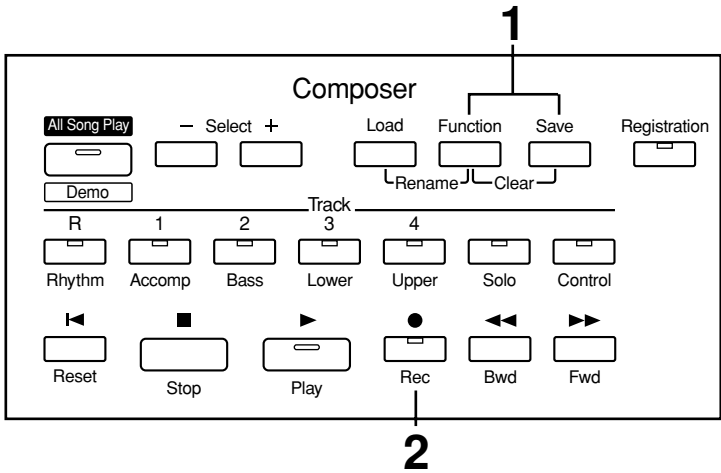 1
Composer
All Song Play
− Select +
Load
Function
Save
Registration
Demo
Rename
Clear
Track
R 1 2 3 4
Rhythm Accomp Bass Lower Upper Solo Control
Reset Stop Play Rec Bwd Fwd
2